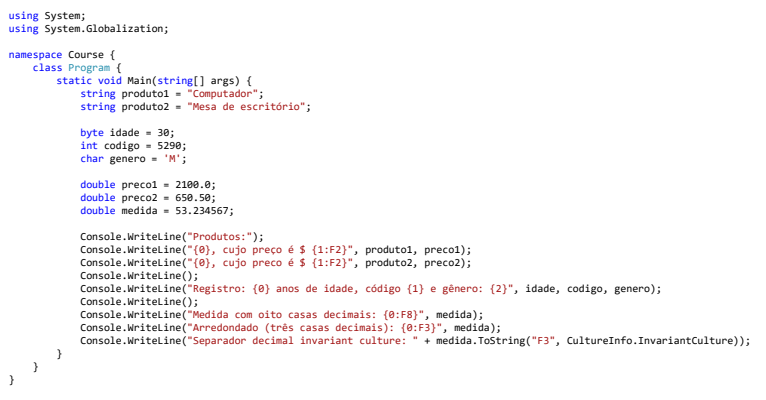 using System;
using System.Globalization;

namespace Course {
    class Program {
        static void Main(string[] args) {
            string produto1 = "Computador";
            string produto2 = "Mesa de escritório";

            byte idade = 30;
            int codigo = 5290;
            char genero = 'M';

            double preco1 = 2100.0;
            double preco2 = 650.50;
            double medida = 53.234567;

            Console.WriteLine("Produtos:");
            Console.WriteLine("{0}, cujo preço é $ {1:F2}", produto1, preco1);
            Console.WriteLine("{0}, cujo preco é $ {1:F2}", produto2, preco2);
            Console.WriteLine();
            Console.WriteLine("Registro: {0} anos de idade, código {1} e gênero: {2}", idade, codigo, genero);
            Console.WriteLine();
            Console.WriteLine("Medida com oito casas decimais: {0:F8}", medida);
            Console.WriteLine("Arredondado (três casas decimais): {0:F3}", medida);
            Console.WriteLine("Separador decimal invariant culture: " + medida.ToString("F3", CultureInfo.InvariantCulture));
        }
    }
}